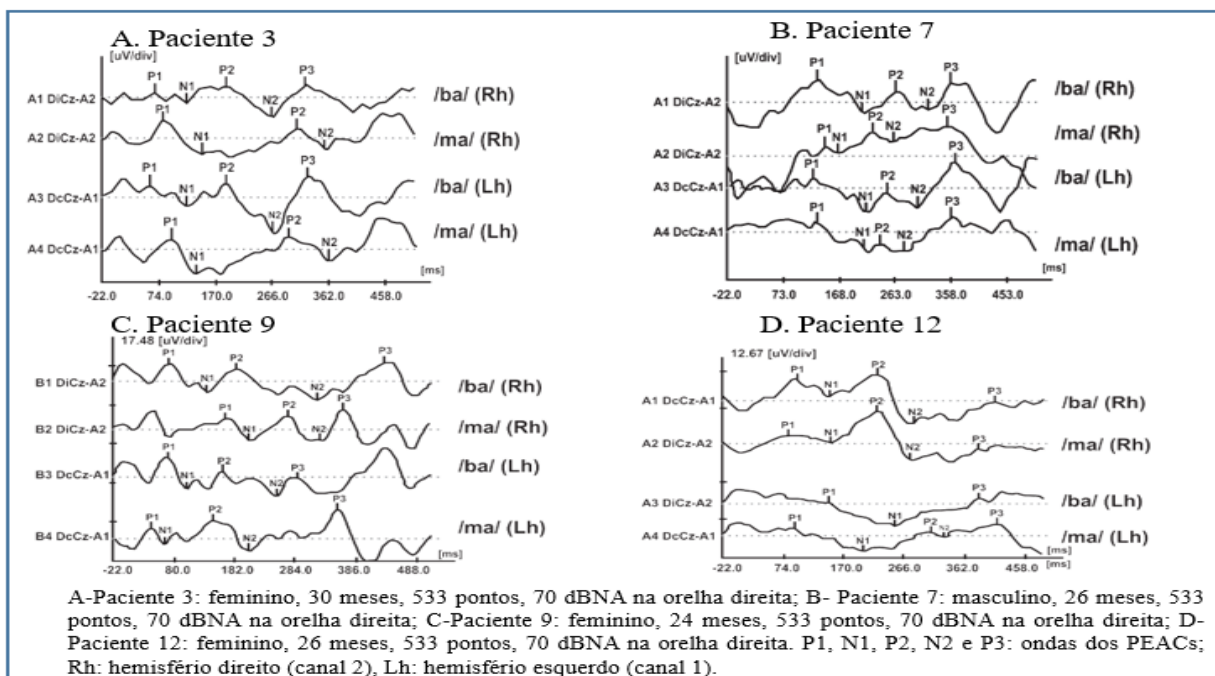 A. Paciente 3
[uV/div]
P1 N1 P2 N2 P3
A1 DiCz-A2 /ba/ (Rh)
P1 N1 P2 N2
A2 DiCz-A2 /ma/ (Rh)
P1 N1 P2 N2 P3
A3 DcCz-A1 /ba/ (Lh)
P1 N1 P2 N2
A4 DcCz-A1 /ma/ (Lh)
[ms]
-22.0 74.0 170.0 266.0 362.0 458.0
B. Paciente 7
[uV/div]
P1 N1 P2 N2 P3
A1 DiCz-A2 /ba/ (Rh)
P1 N1 P2 N2 P3
A2 DiCz-A2 /ma/ (Rh)
P1 N1 P2 N2 P3
A3 DcCz-A1 /ba/ (Lh)
P1 N1 P2 N2 P3
A4 DcCz-A1 /ma/ (Lh)
[ms]
-22.0 73.0 168.0 263.0 358.0 453.0
C. Paciente 9
17.48 [uV/div]
P1 N1 P2 N2 P3
B1 DiCz-A2 /ba/ (Rh)
P1 N1 P2 N2 P3
B2 DiCz-A2 /ma/ (Rh)
P1 N1 P2 N2 P3
B3 DcCz-A1 /ba/ (Lh)
P1 N1 P2 N2 P3
B4 DcCz-A1 /ma/ (Lh)
[ms]
-22.0 80.0 182.0 284.0 386.0 488.0
D. Paciente 12
12.67 [uV/div]
P1 N1 P2 N2 P3
A1 DcCz-A1 /ba/ (Rh)
P1 N1 P2 N2 P3
A2 DiCz-A2 /ma/ (Rh)
P1 N1 P3
A3 DiCz-A2 /ba/ (Lh)
P1 N1 P2 N2 P3
A4 DcCz-A1 /ma/ (Lh)
[ms]
-22.0 74.0 170.0 266.0 362.0 458.0
A-Paciente 3: feminino, 30 meses, 533 pontos, 70 dBNA na orelha direita; B- Paciente 7: masculino, 26 meses, 533
pontos, 70 dBNA na orelha direita; C-Paciente 9: feminino, 24 meses, 533 pontos, 70 dBNA na orelha direita; D-
Paciente 12: feminino, 26 meses, 533 pontos, 70 dBNA na orelha direita. P1, N1, P2, N2 e P3: ondas dos PEACs;
Rh: hemisfério direito (canal 2), Lh: hemisfério esquerdo (canal 1).